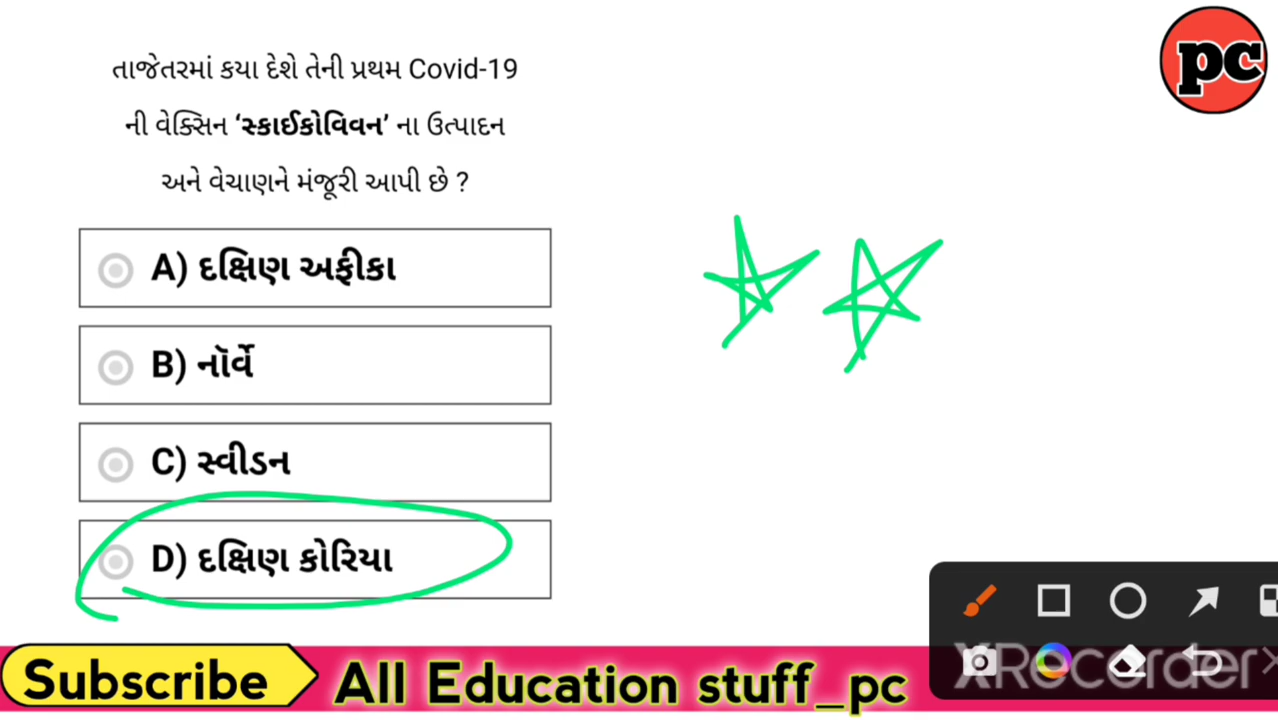 pc
તાજેતરમાં કયા દેશે તેની પ્રથમ Covid-19
ની વેક્સિન ‘સ્કાઈકોવિવન’ ના ઉત્પાદન
અને વેચાણને મંજૂરી આપી છે ?
A) દક્ષિણ અફીકા
B) નૉર્વે
C) સ્વીડન
D) દક્ષિણ કોરિયા
XRecorder
Subscribe All Education stuff_pc